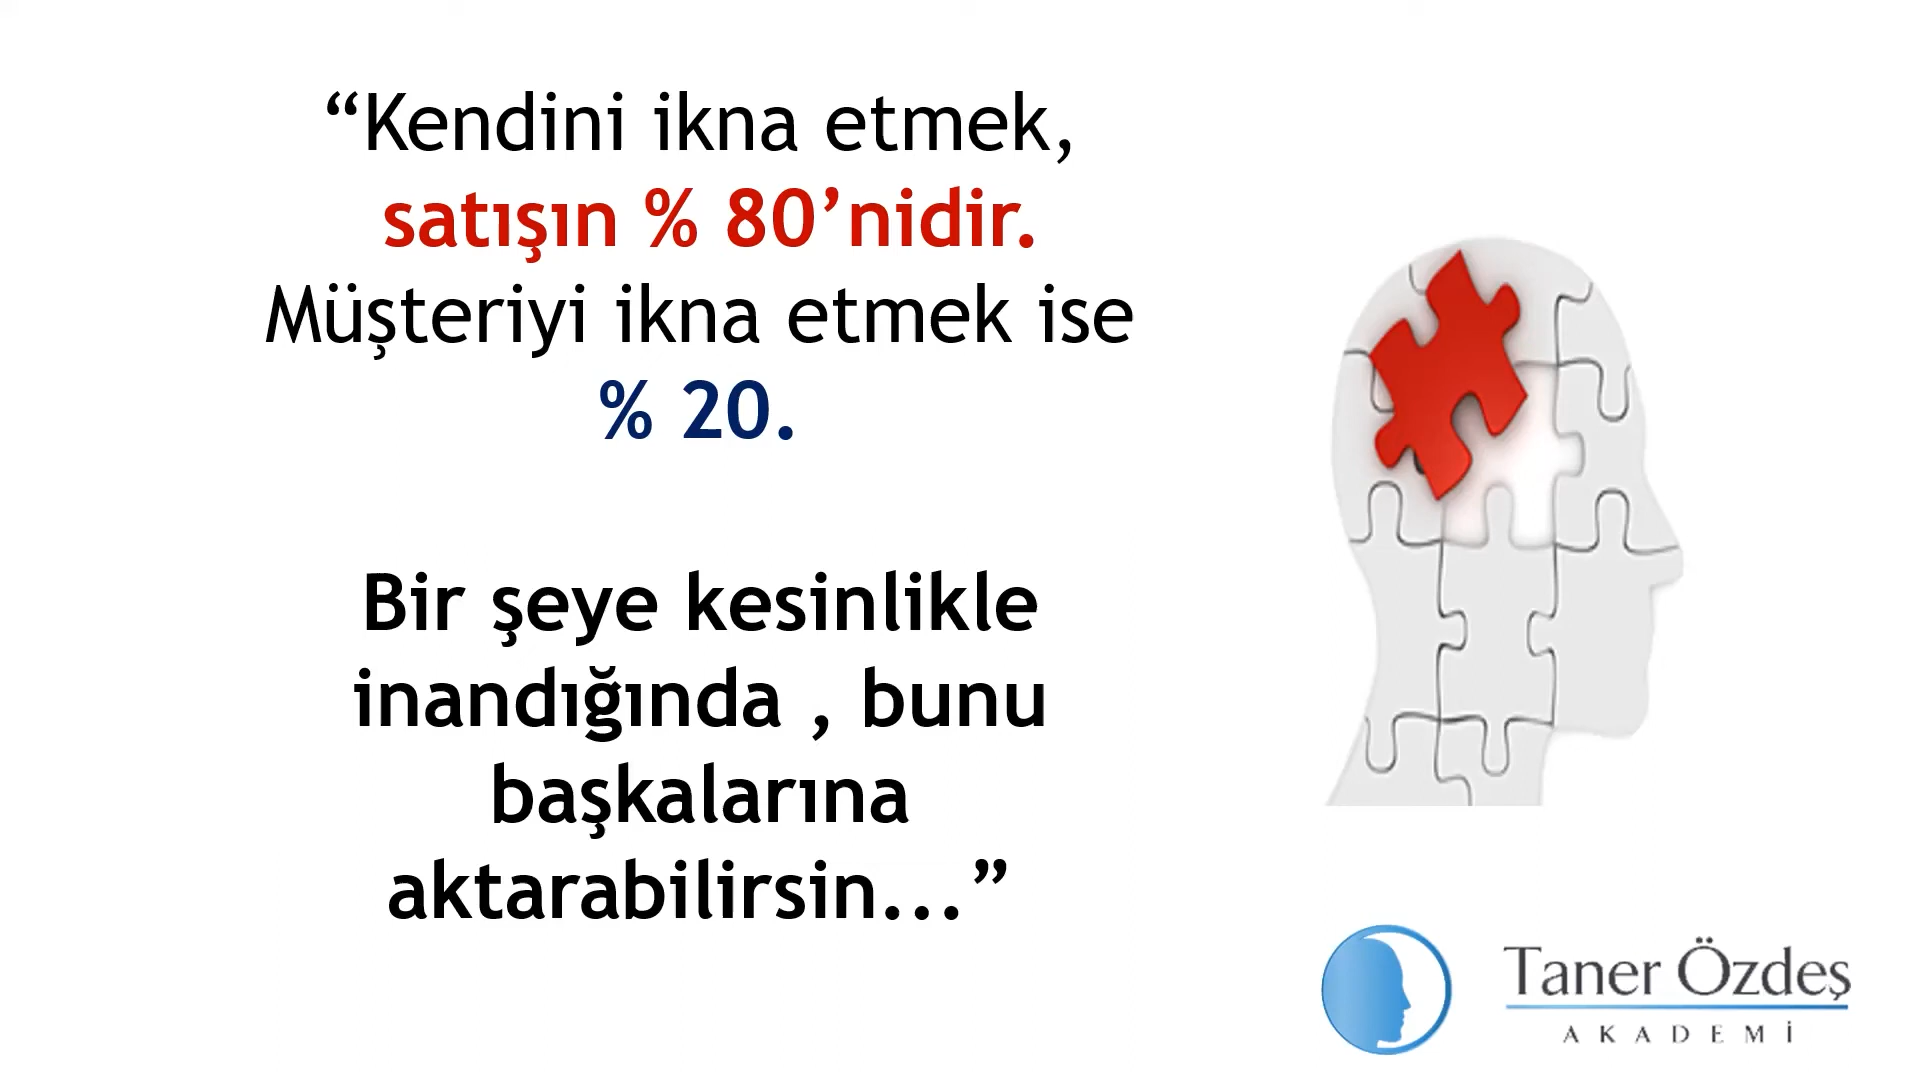 “Kendini ikna etmek,
satışın % 80’nidir.
Müşteriyi ikna etmek ise
% 20.
Bir şeye kesinlikle
inandığında , bunu
başkalarına
aktarabilirsin...”
Taner Özdeş
AKADEMİ